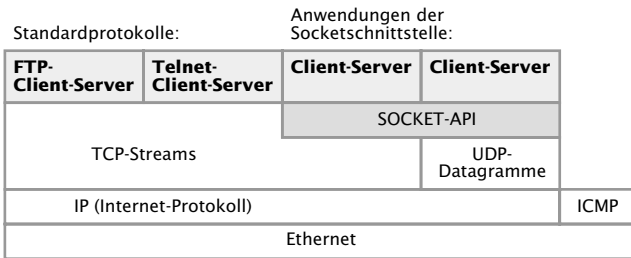 Standardprotokolle:
Anwendungen der
Socketschnittstelle:
FTP-
Client-Server
Telnet-
Client-Server
Client-Server
Client-Server
SOCKET-API
TCP-Streams
UDP-
Datagramme
IP (Internet-Protokoll)
ICMP
Ethernet